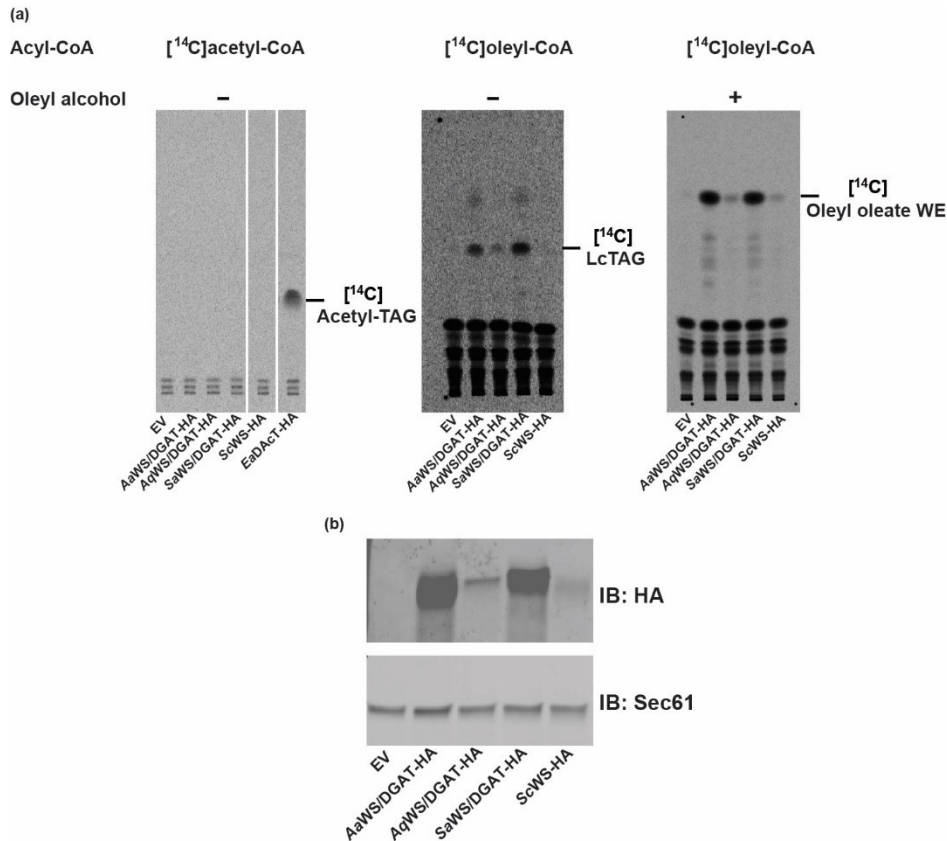 (a)
Acyl-CoA [¹⁴C]acetyl-CoA [¹⁴C]oleyl-CoA [¹⁴C]oleyl-CoA
Oleyl alcohol – – +
[¹⁴C]
Acetyl-TAG
[¹⁴C]
LcTAG
[¹⁴C]
Oleyl oleate WE
EV
AaWS/DGAT-HA
AqWS/DGAT-HA
SaWS/DGAT-HA
ScWS-HA
EaDAcT-HA
EV
AaWS/DGAT-HA
AqWS/DGAT-HA
SaWS/DGAT-HA
ScWS-HA
EV
AaWS/DGAT-HA
AqWS/DGAT-HA
SaWS/DGAT-HA
ScWS-HA
(b)
IB: HA
IB: Sec61
EV
AaWS/DGAT-HA
AqWS/DGAT-HA
SaWS/DGAT-HA
ScWS-HA